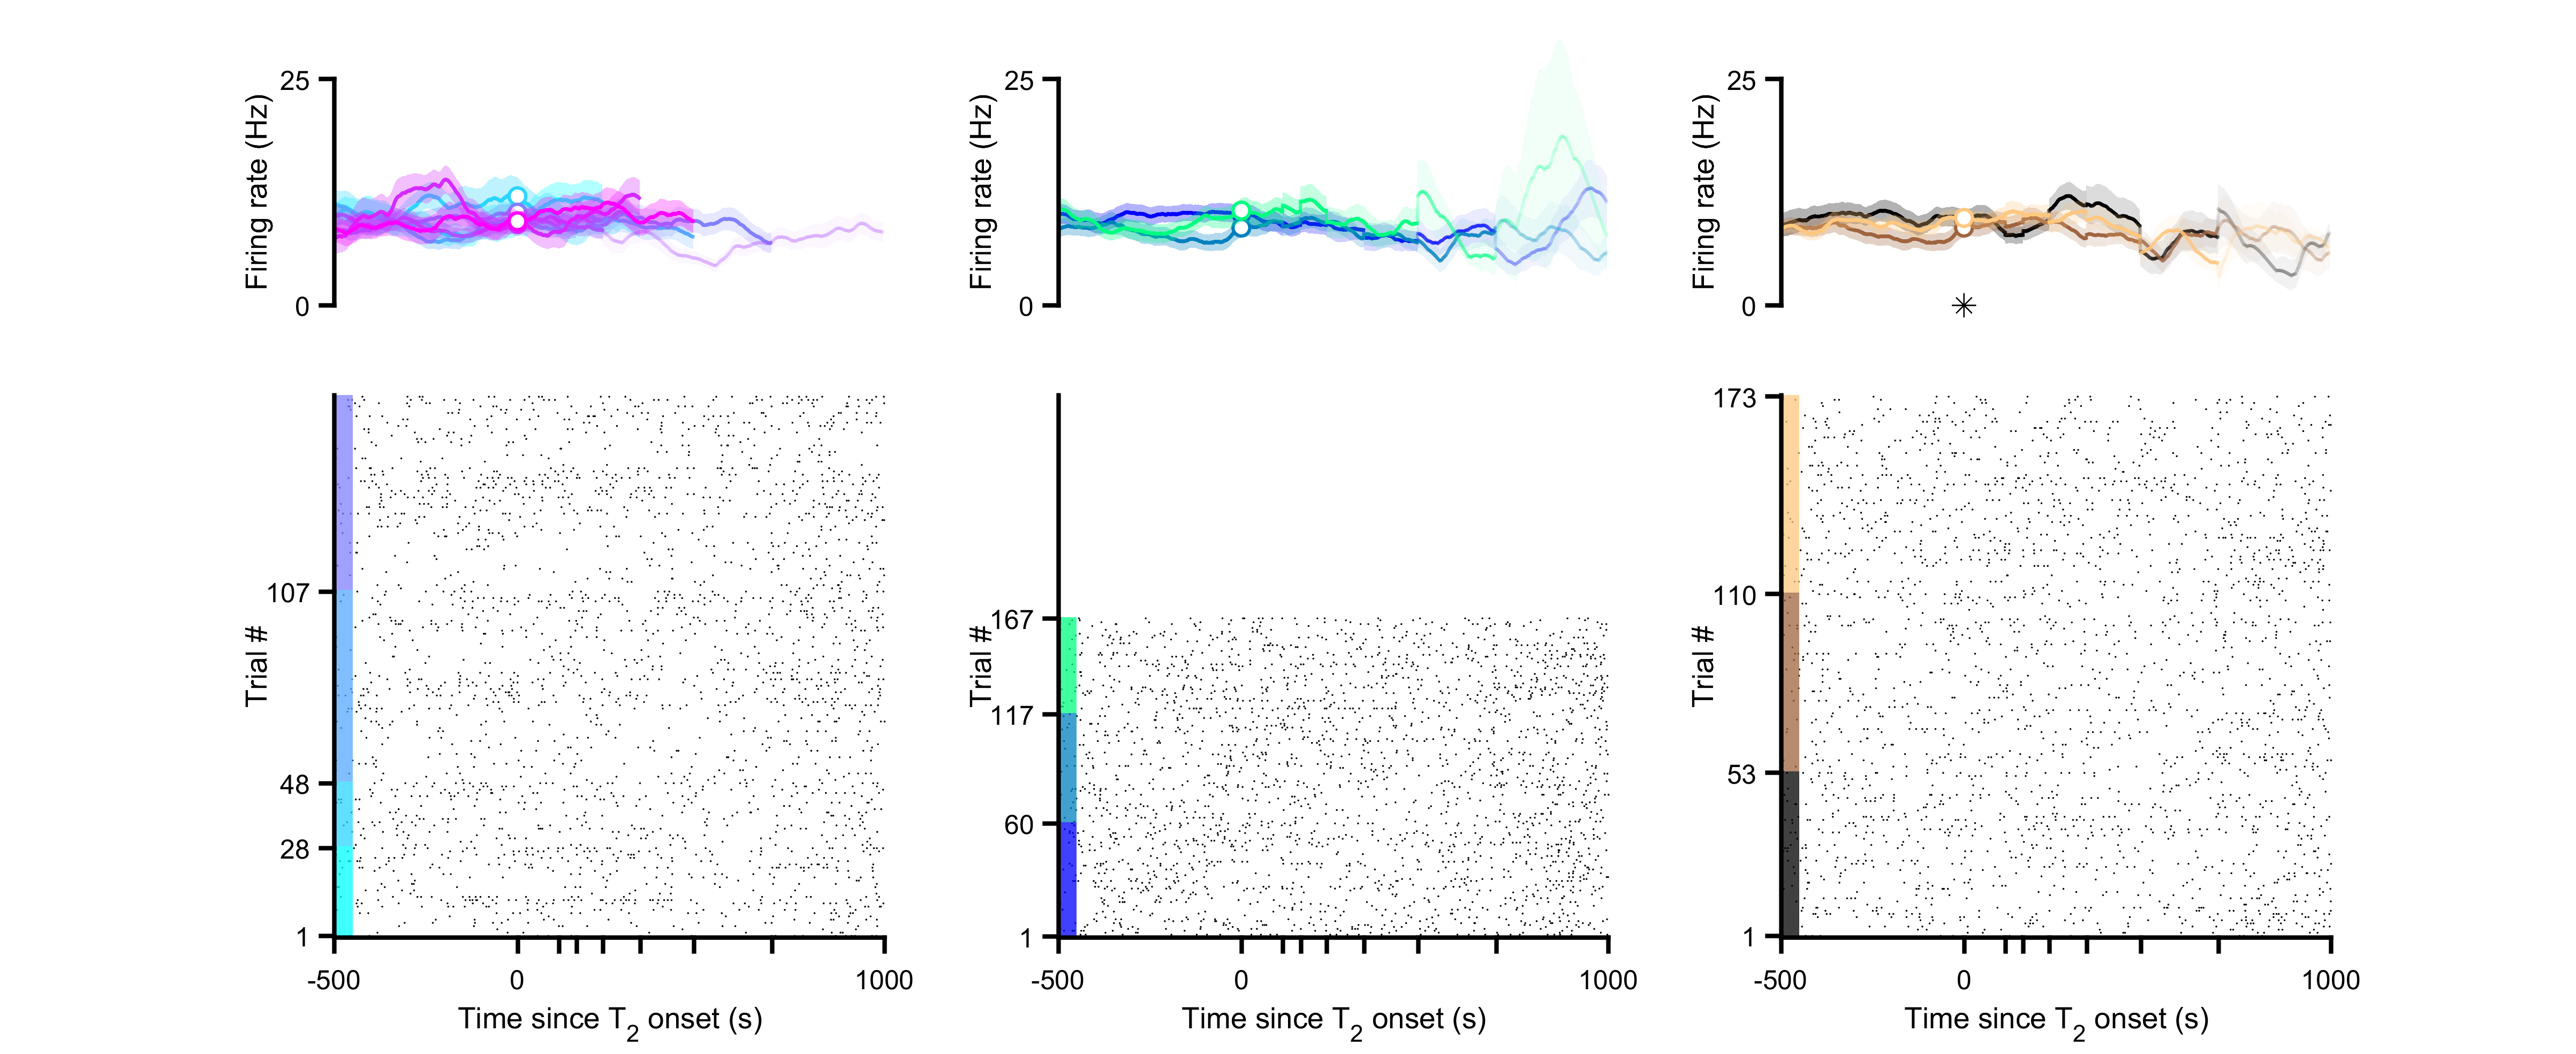 25
Firing rate (Hz)
0
25
Firing rate (Hz)
0
25
Firing rate (Hz)
0
107
48
28
1
Trial #
-500 0 1000
Time since T2 onset (s)
167
117
60
1
Trial #
-500 0 1000
Time since T2 onset (s)
173
110
53
1
Trial #
-500 0 1000
Time since T2 onset (s)